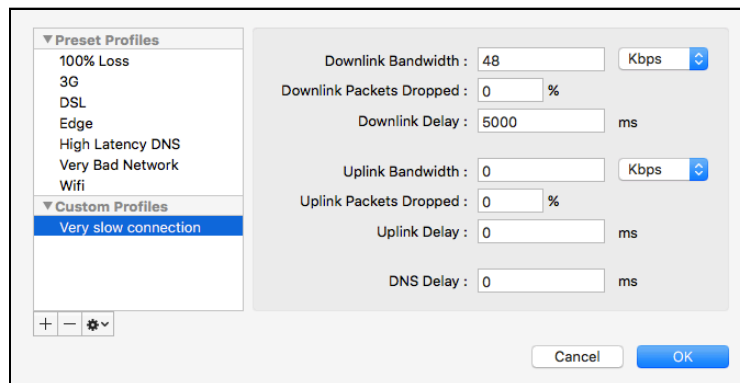 Preset Profiles
100% Loss
3G
DSL
Edge
High Latency DNS
Very Bad Network
Wifi
Custom Profiles
Very slow connection
Downlink Bandwidth : 48 Kbps
Downlink Packets Dropped : 0 %
Downlink Delay : 5000 ms
Uplink Bandwidth : 0 Kbps
Uplink Packets Dropped : 0 %
Uplink Delay : 0 ms
DNS Delay : 0 ms
Cancel OK